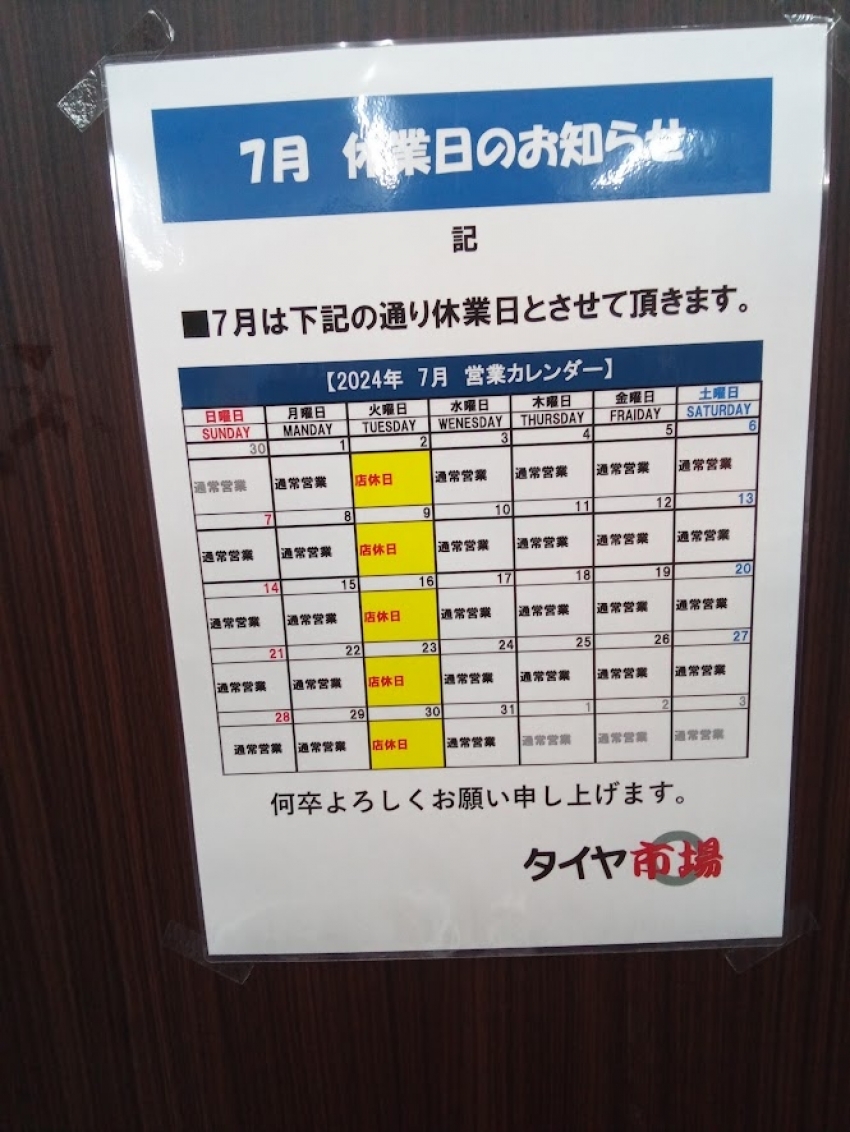 7月 休業日のお知らせ
記
■7月は下記の通り休業日とさせて頂きます。
【2024年 7月 営業カレンダー】
日曜日 月曜日 火曜日 水曜日 木曜日 金曜日 土曜日
SUNDAY MANDAY TUESDAY WENESDAY THURSDAY FRAIDAY SATURDAY
30 1 2 3 4 5 6
通常営業 通常営業 店休日 通常営業 通常営業 通常営業 通常営業
7 8 9 10 11 12 13
通常営業 通常営業 店休日 通常営業 通常営業 通常営業 通常営業
14 15 16 17 18 19 20
通常営業 通常営業 店休日 通常営業 通常営業 通常営業 通常営業
21 22 23 24 25 26 27
通常営業 通常営業 店休日 通常営業 通常営業 通常営業 通常営業
28 29 30 31 1 2 3
通常営業 通常営業 店休日 通常営業 通常営業 通常営業 通常営業
何卒よろしくお願い申し上げます。
タイヤ市場